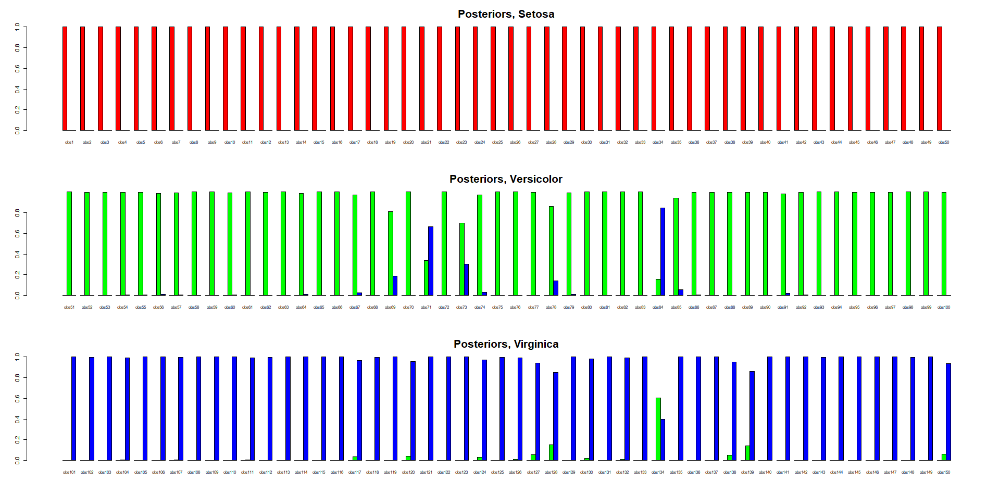 Posteriors, Setosa
1.0
0.8
0.6
0.4
0.2
0.0
obs1 obs2 obs3 obs4 obs5 obs6 obs7 obs8 obs9 obs10 obs11 obs12 obs13 obs14 obs15 obs16 obs17 obs18 obs19 obs20 obs21 obs22 obs23 obs24 obs25 obs26 obs27 obs28 obs29 obs30 obs31 obs32 obs33 obs34 obs35 obs36 obs37 obs38 obs39 obs40 obs41 obs42 obs43 obs44 obs45 obs46 obs47 obs48 obs49 obs50
Posteriors, Versicolor
0.8
0.6
0.4
0.2
0.0
obs51 obs52 obs53 obs54 obs55 obs56 obs57 obs58 obs59 obs60 obs61 obs62 obs63 obs64 obs65 obs66 obs67 obs68 obs69 obs70 obs71 obs72 obs73 obs74 obs75 obs76 obs77 obs78 obs79 obs80 obs81 obs82 obs83 obs84 obs85 obs86 obs87 obs88 obs89 obs90 obs91 obs92 obs93 obs94 obs95 obs96 obs97 obs98 obs99 obs100
Posteriors, Virginica
1.0
0.8
0.6
0.4
0.2
0.0
obs101 obs102 obs103 obs104 obs105 obs106 obs107 obs108 obs109 obs110 obs111 obs112 obs113 obs114 obs115 obs116 obs117 obs118 obs119 obs120 obs121 obs122 obs123 obs124 obs125 obs126 obs127 obs128 obs129 obs130 obs131 obs132 obs133 obs134 obs135 obs136 obs137 obs138 obs139 obs140 obs141 obs142 obs143 obs144 obs145 obs146 obs147 obs148 obs149 obs150